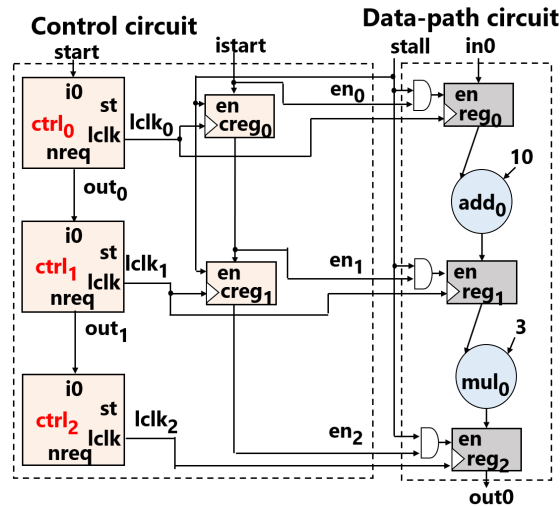 Control circuit
Data-path circuit
start
istart
stall
in0
i0
st
ctrl0
lclk
nreq
lclk0
en
creg0
en0
en
reg0
out0
10
add0
i0
st
ctrl1
lclk
nreq
lclk1
en
creg1
en1
en
reg1
out1
3
mul0
i0
st
ctrl2
lclk
nreq
lclk2
en2
en
reg2
out0